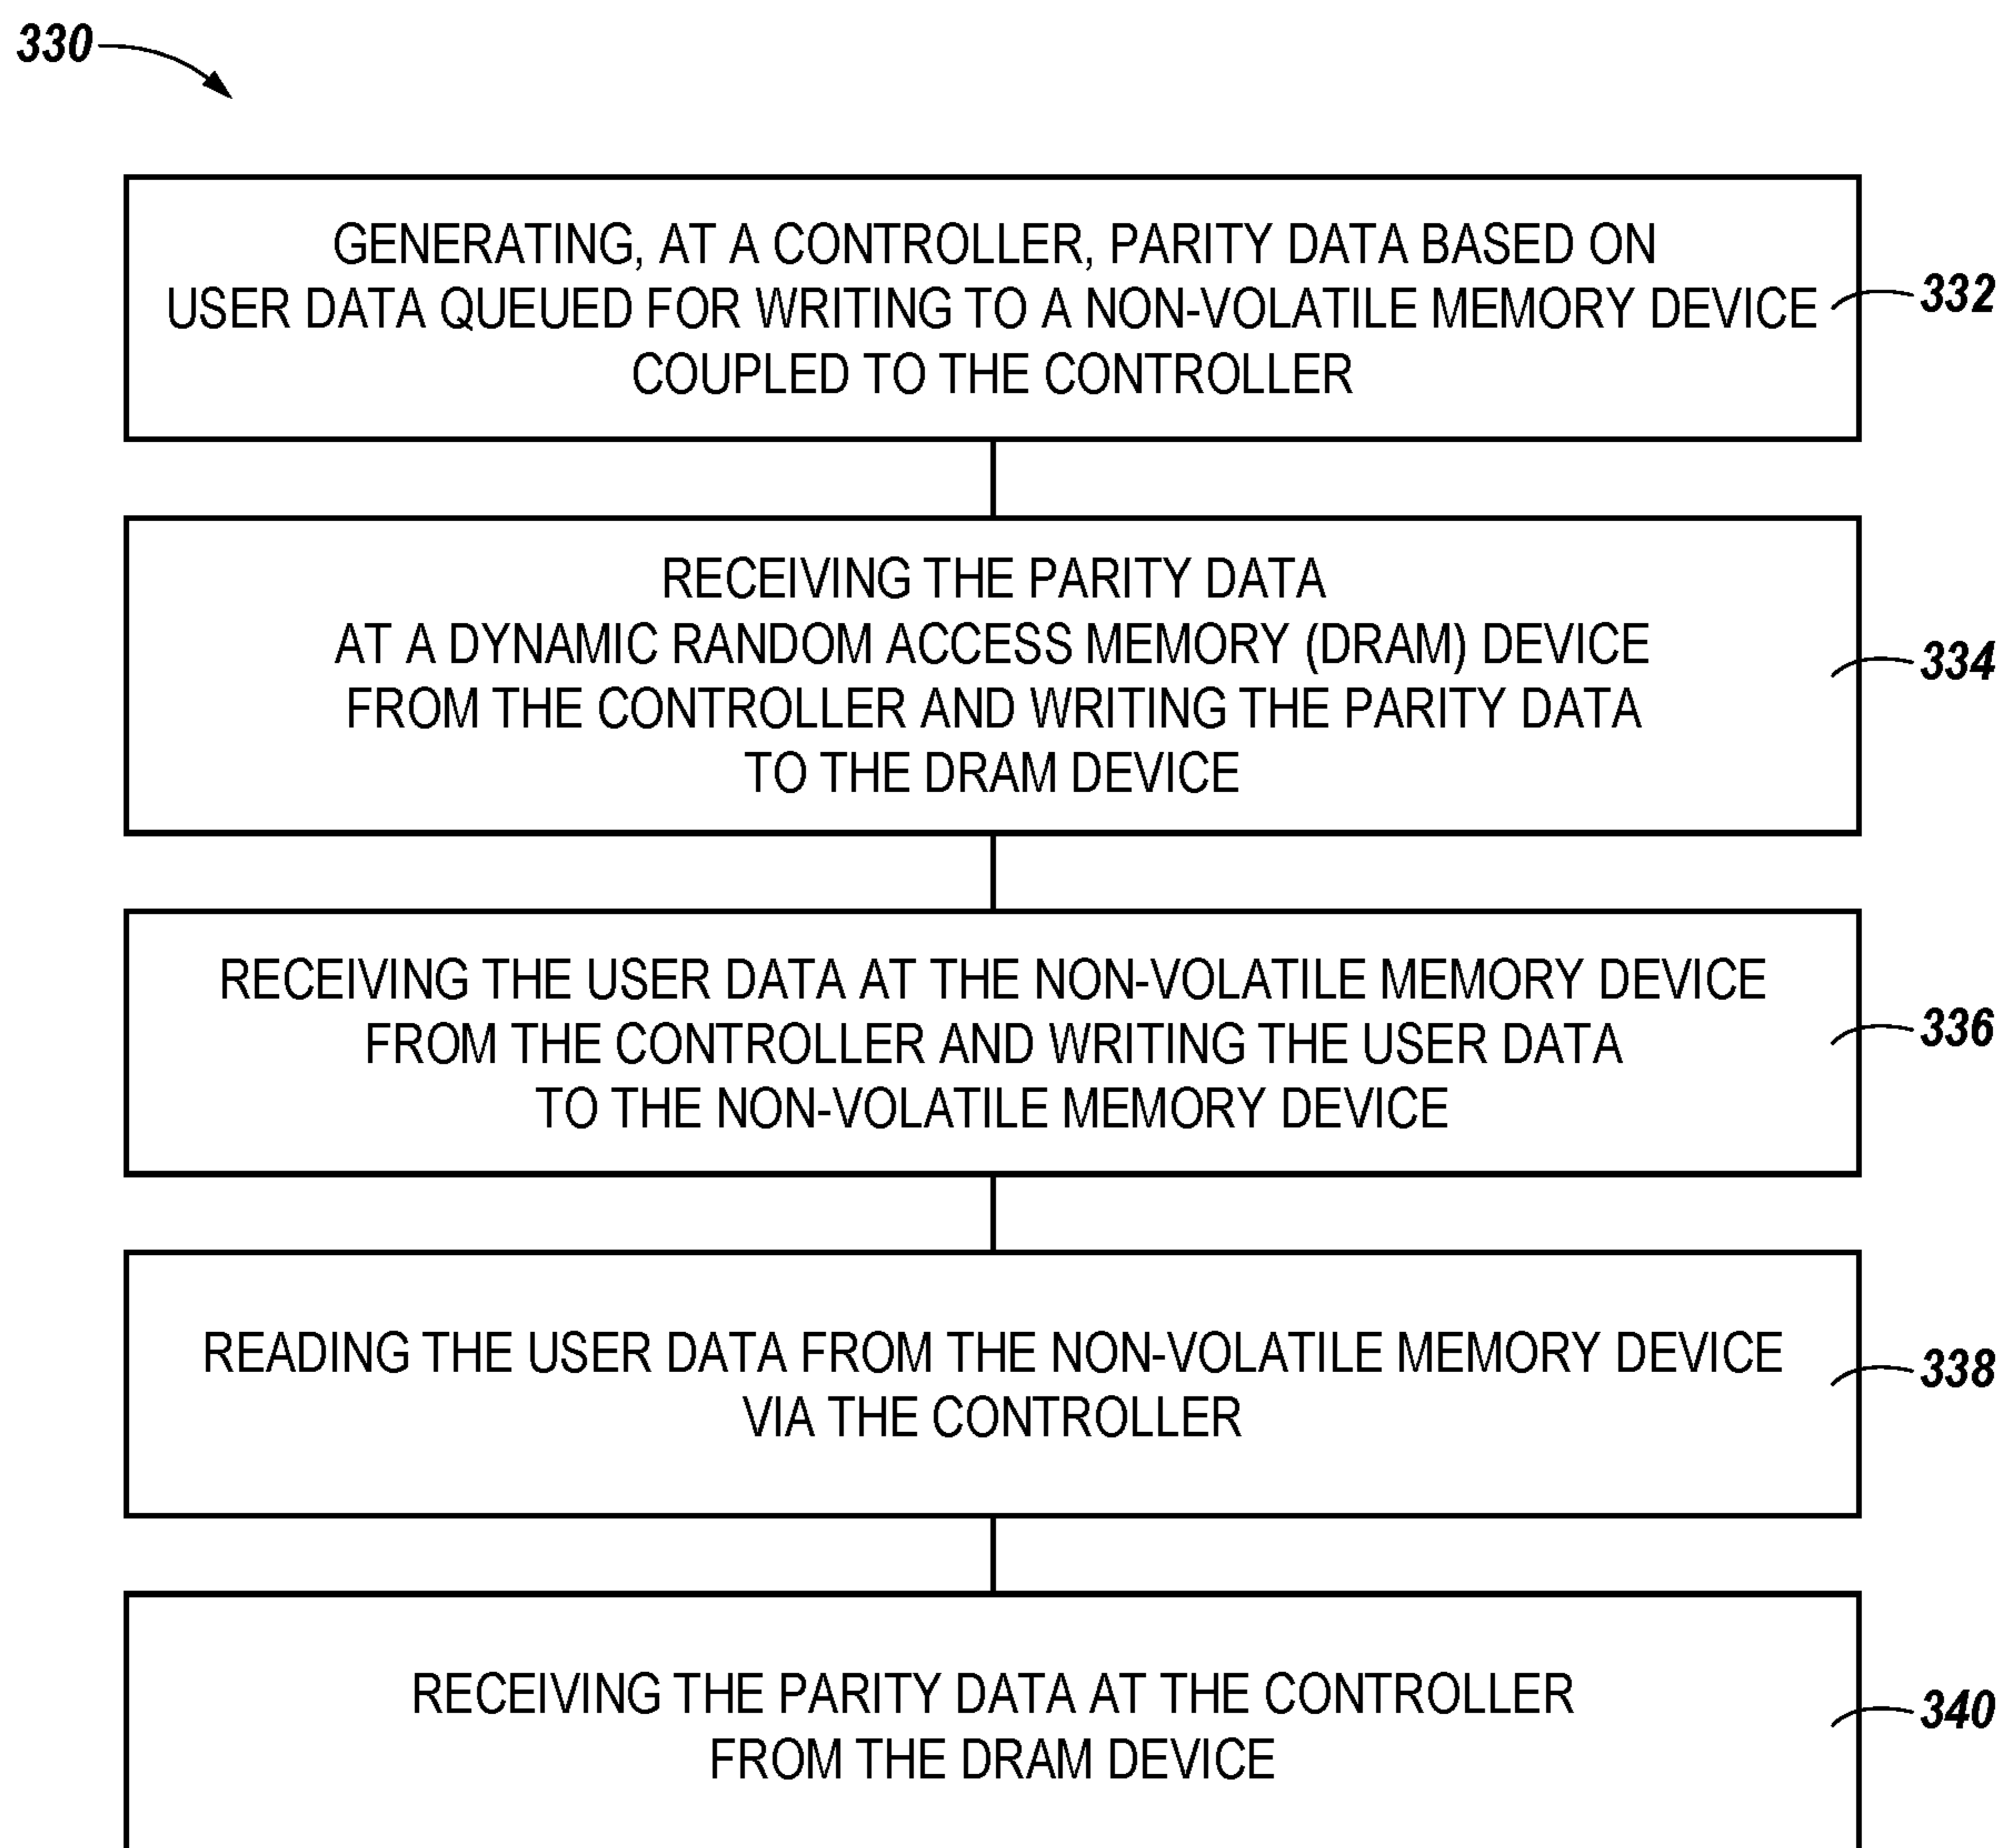 330
GENERATING, AT A CONTROLLER, PARITY DATA BASED ON
USER DATA QUEUED FOR WRITING TO A NON-VOLATILE MEMORY DEVICE
COUPLED TO THE CONTROLLER
332
RECEIVING THE PARITY DATA
AT A DYNAMIC RANDOM ACCESS MEMORY (DRAM) DEVICE
FROM THE CONTROLLER AND WRITING THE PARITY DATA
TO THE DRAM DEVICE
334
RECEIVING THE USER DATA AT THE NON-VOLATILE MEMORY DEVICE
FROM THE CONTROLLER AND WRITING THE USER DATA
TO THE NON-VOLATILE MEMORY DEVICE
336
READING THE USER DATA FROM THE NON-VOLATILE MEMORY DEVICE
VIA THE CONTROLLER
338
RECEIVING THE PARITY DATA AT THE CONTROLLER
FROM THE DRAM DEVICE
340